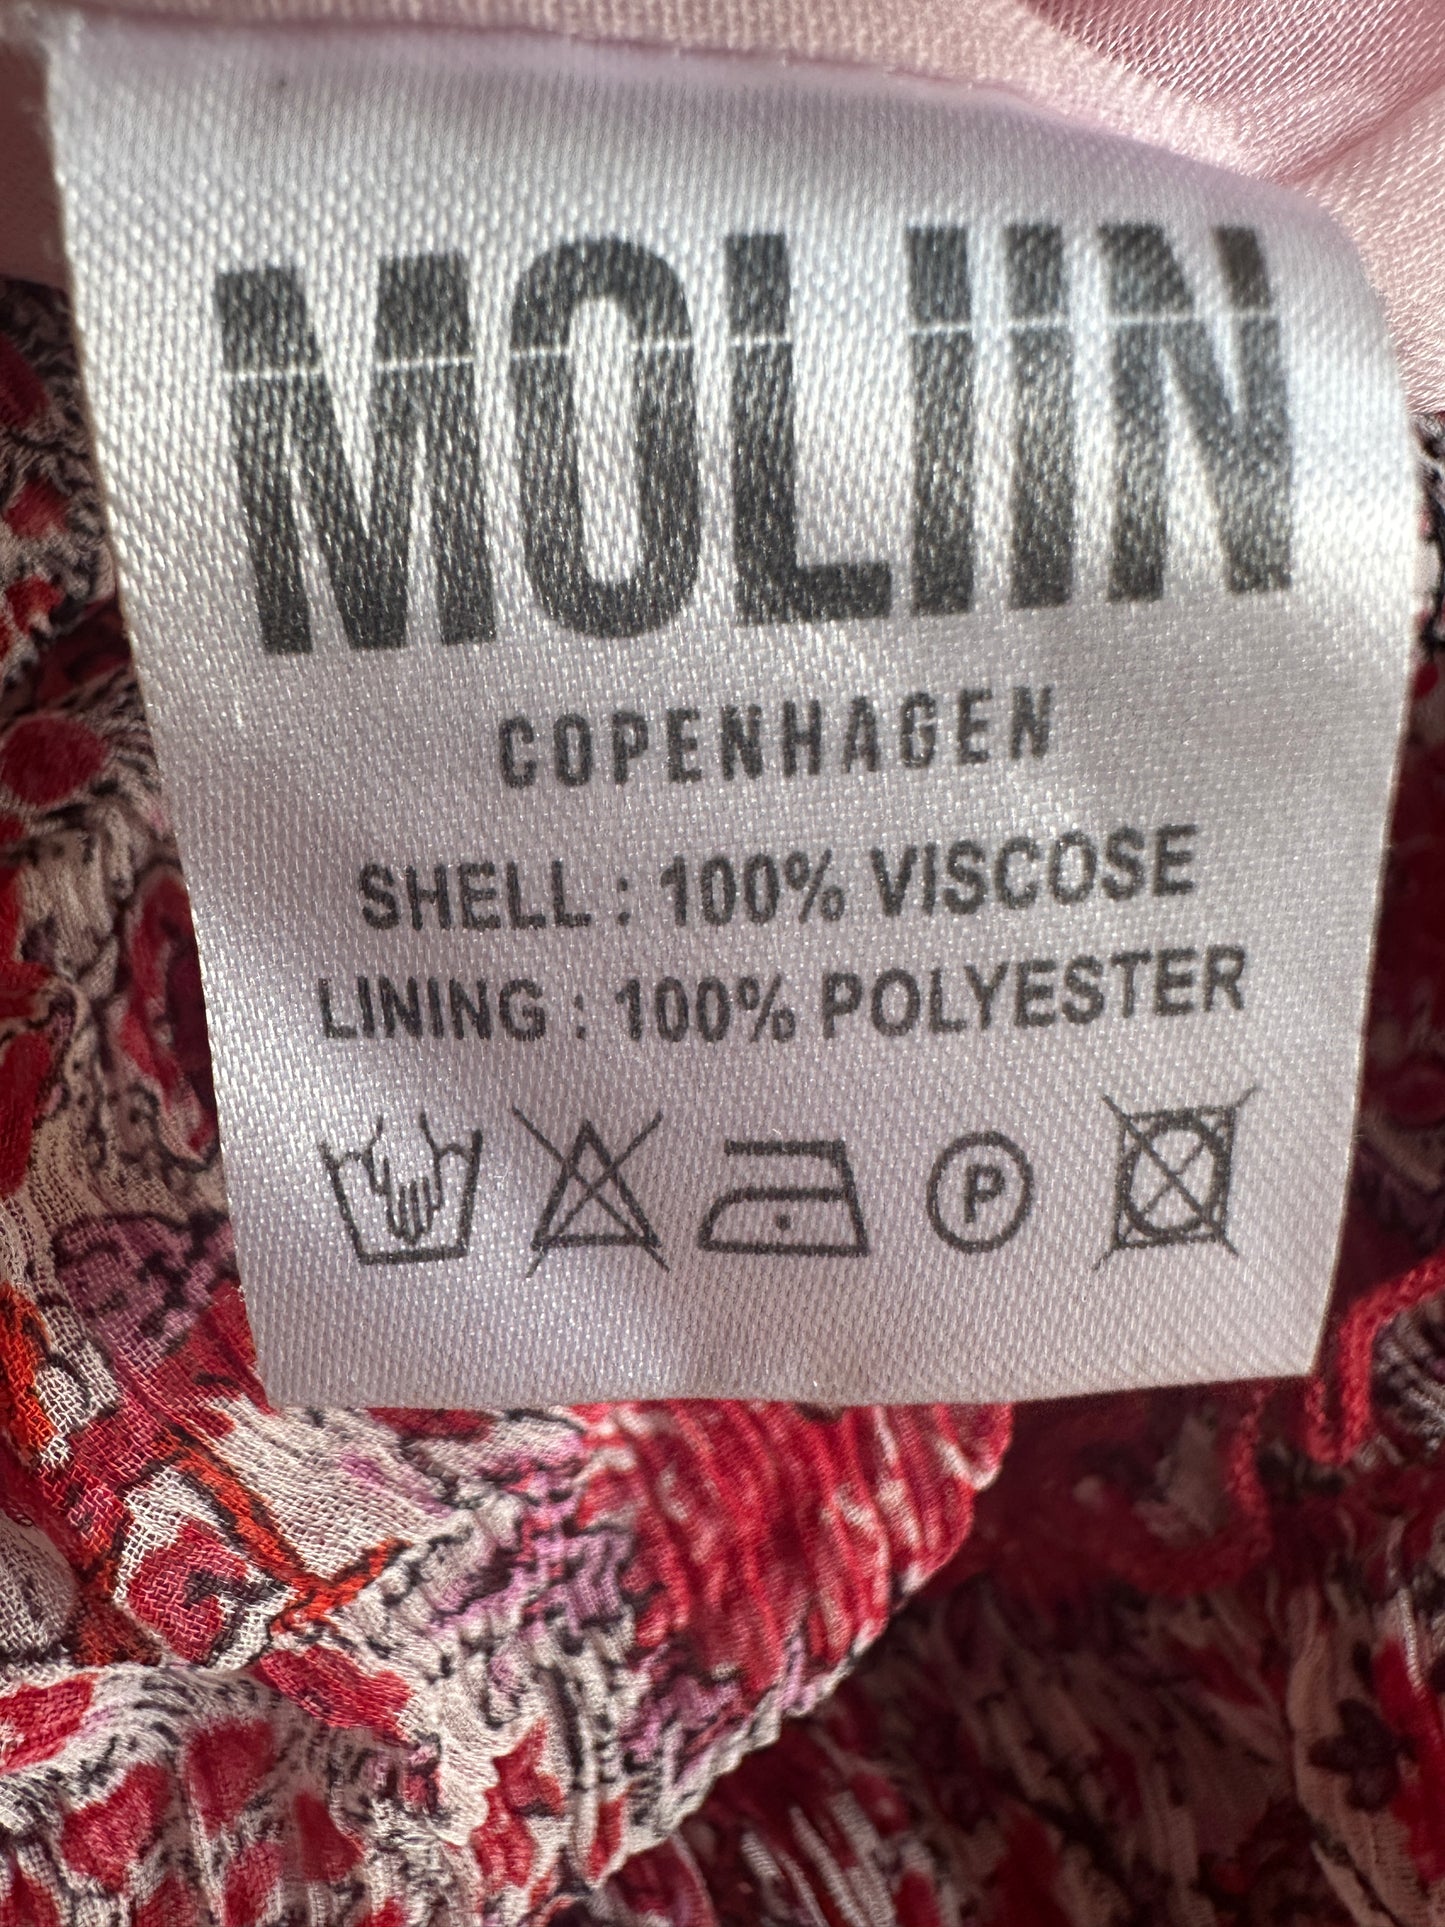 MOLIIN
COPENHAGEN
SHELL : 100% VISCOSE
LINING : 100% POLYESTER
P